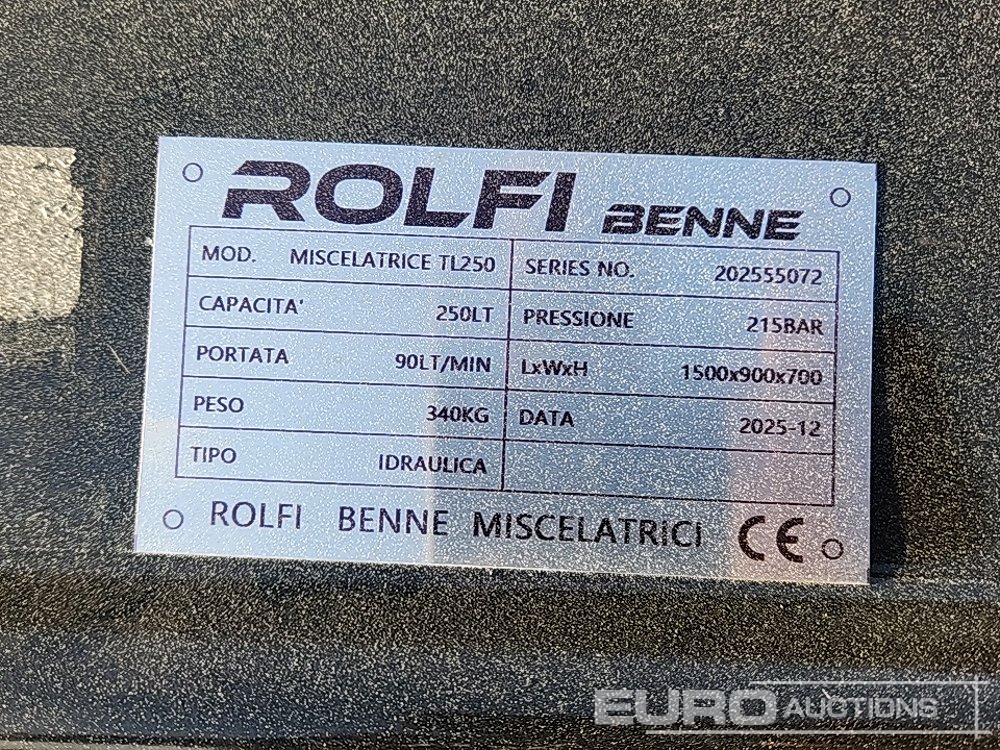 ROLFI BENNE
MOD. MISCELATRICE TL250 SERIES NO. 202555072
CAPACITA' 250LT PRESSIONE 215BAR
PORTATA 90LT/MIN LxWxH 1500x900x700
PESO 340KG DATA 2025-12
TIPO IDRAULICA
ROLFI BENNE MISCELATRICI CE
EURO AUCTIONS